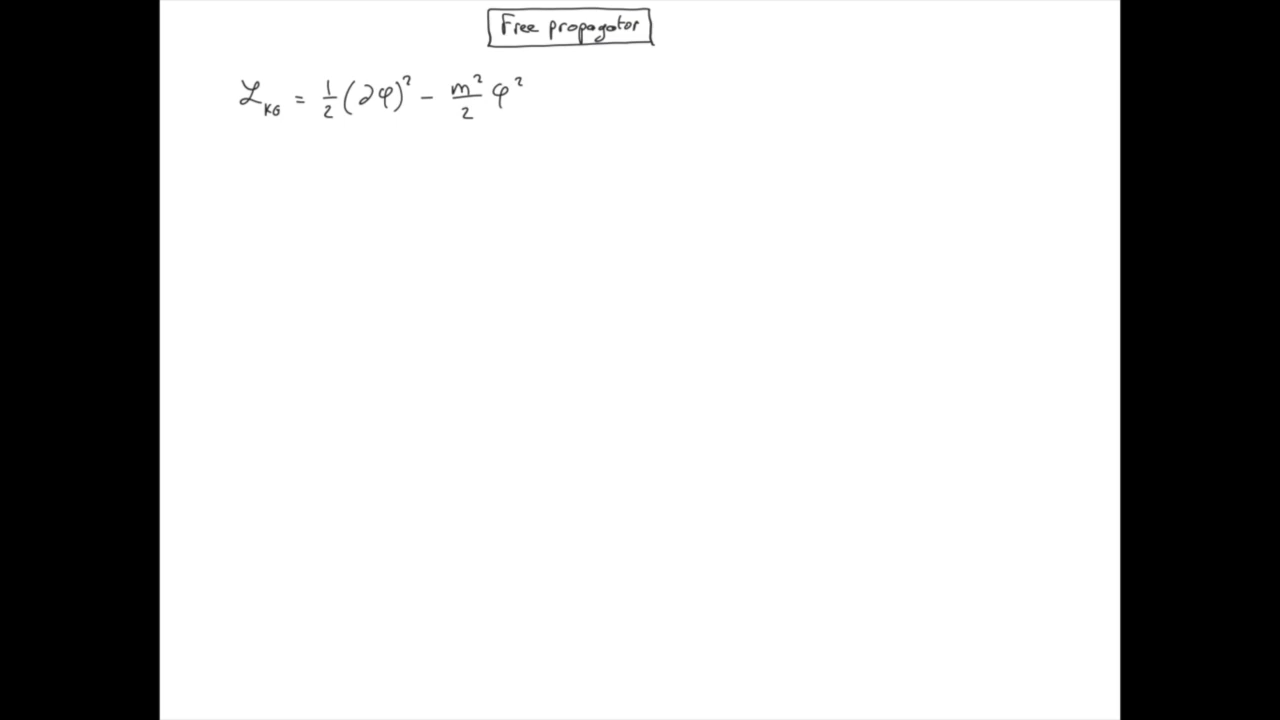 Free propagator
ℒ_KG = 1/2 (∂φ)² − m²/2 φ²